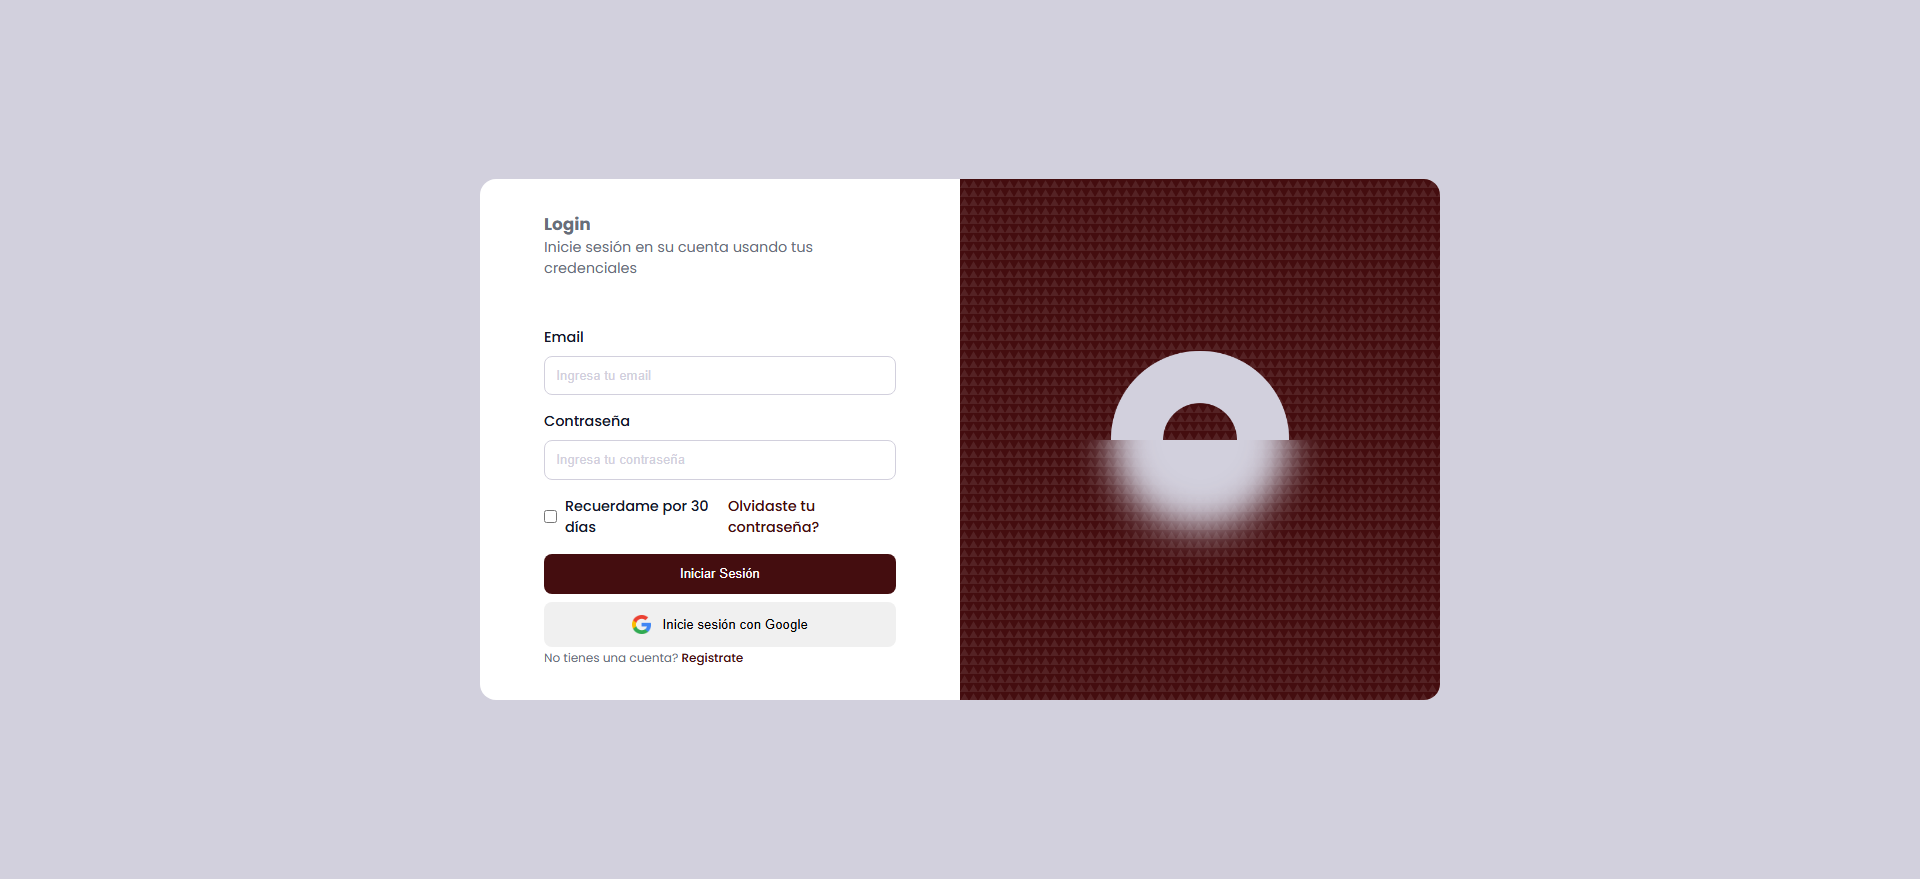 Login
Inicie sesión en su cuenta usando tus
credenciales
Email
Ingresa tu email
Contraseña
Ingresa tu contraseña
Recuerdame por 30
días
Olvidaste tu
contraseña?
Iniciar Sesión
Inicie sesión con Google
No tienes una cuenta? Registrate